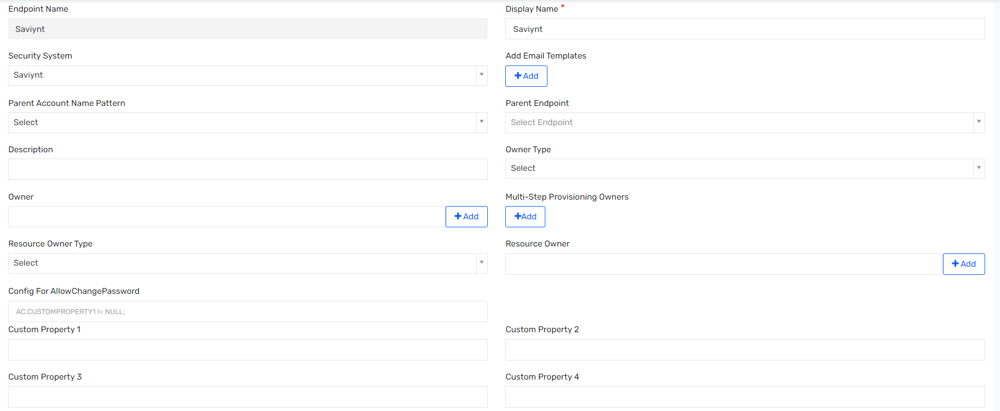 Endpoint Name
Display Name *
Saviynt
Saviynt
Security System
Add Email Templates
Saviynt
Add
Parent Account Name Pattern
Parent Endpoint
Select
Select Endpoint
Description
Owner Type
Select
Owner
Multi-Step Provisioning Owners
Add
Add
Resource Owner Type
Resource Owner
Select
Add
Config For AllowChangePassword
AC.CUSTOMPROPERTY1 != NULL;
Custom Property 1
Custom Property 2
Custom Property 3
Custom Property 4